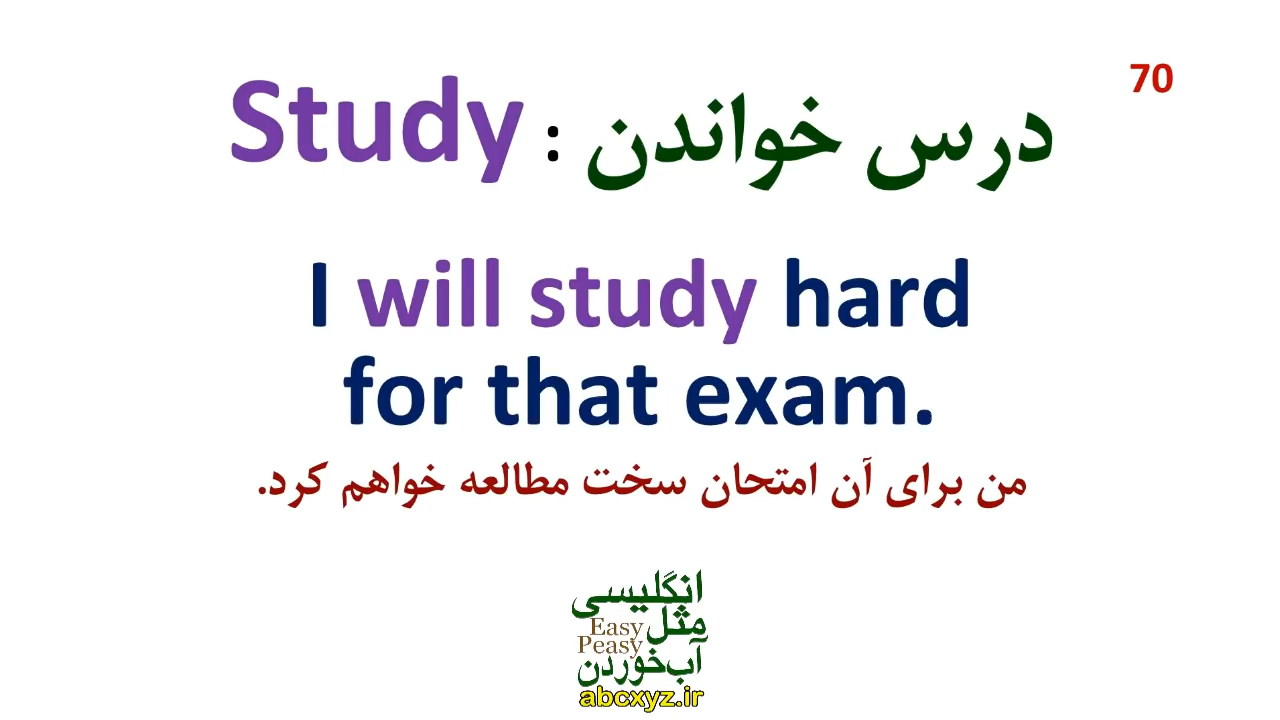 70
Study : درس خواندن
I will study hard
for that exam.
من برای آن امتحان سخت مطالعه خواهم کرد.
انگلیسی
مثل Easy
Peasy
آب‌خوردن
abcxyz.ir